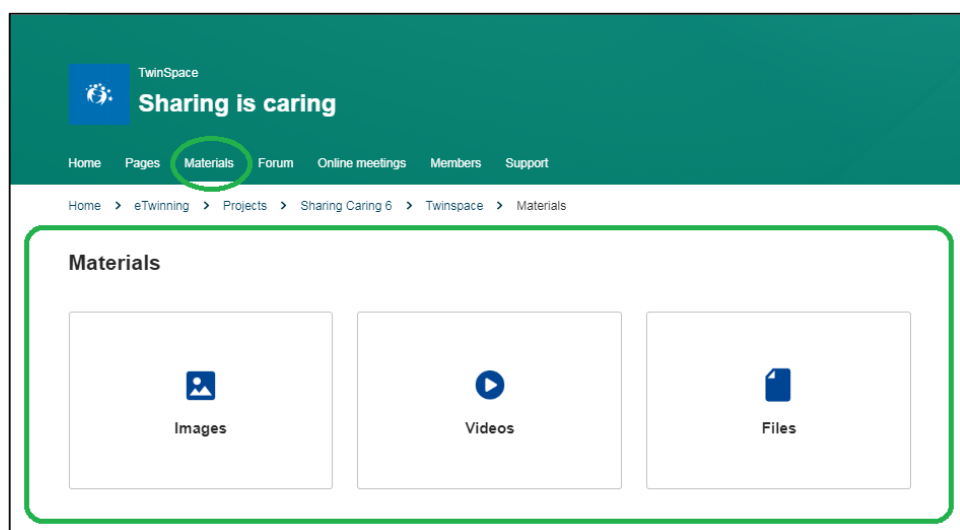 TwinSpace
Sharing is caring
Home Pages Materials Forum Online meetings Members Support
Home > eTwinning > Projects > Sharing Caring 6 > Twinspace > Materials
Materials
Images Videos Files